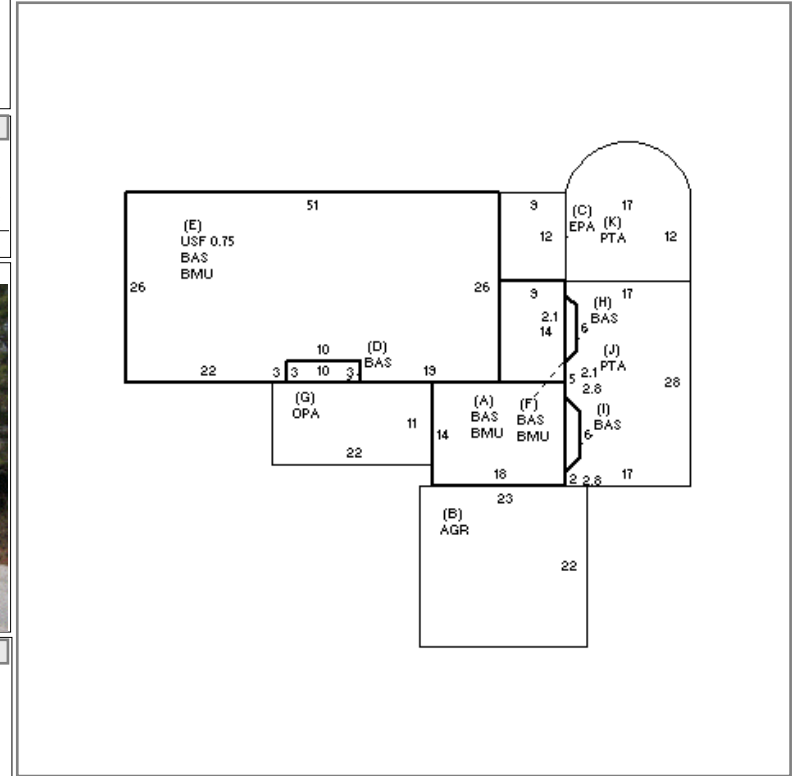 51
9
(C)
EPA
17
(K)
PTA
12
12
(E)
USF 0.75
BAS
BMU
26
26
9
17
(H)
BAS
2.1
14
6
10
(D)
BAS
(J)
PTA
22
3
3
10
3
19
5
2.1
2.8
28
(G)
OPA
11
14
(A)
BAS
BMU
(F)
BAS
BMU
(I)
BAS
6
22
18
2
2.8
17
23
(B)
AGR
22